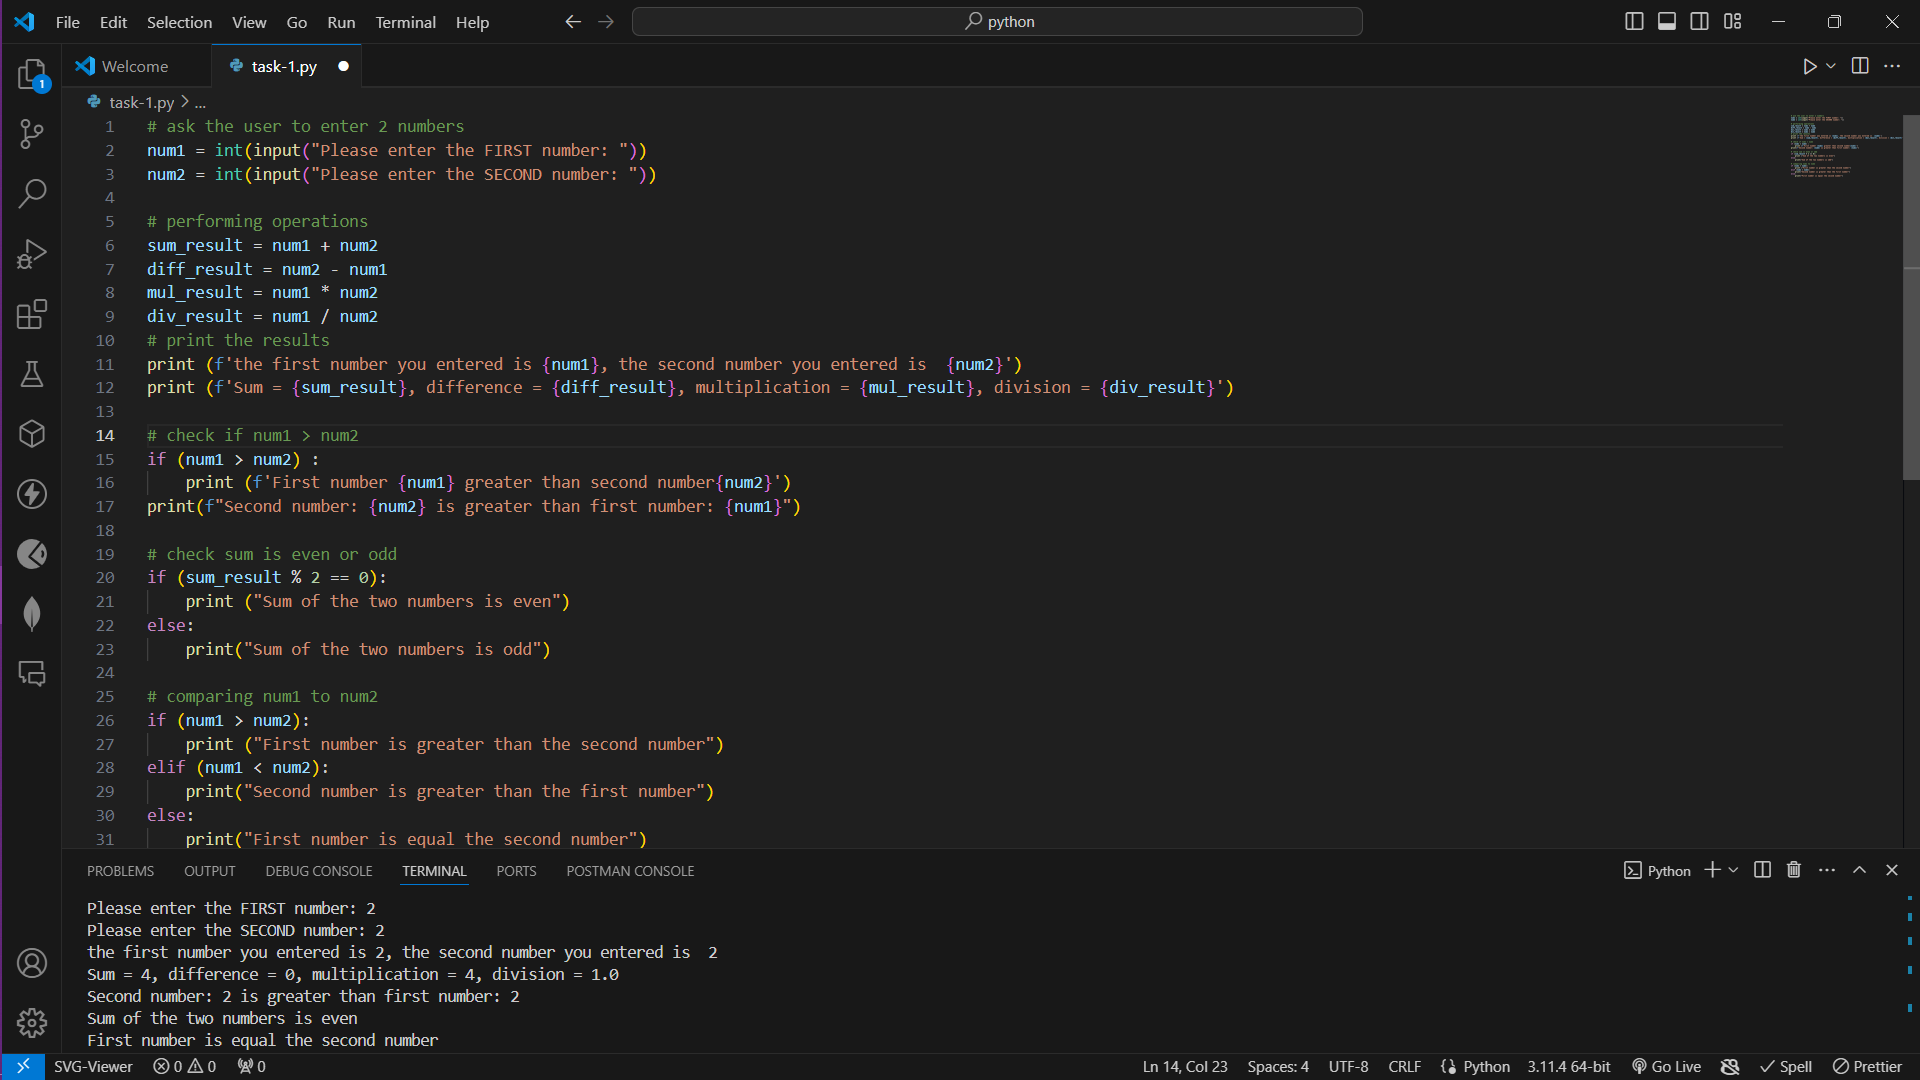 File Edit Selection View Go Run Terminal Help
python
1
Welcome
task-1.py
task-1.py > ...
1 # ask the user to enter 2 numbers
2 num1 = int(input("Please enter the FIRST number: "))
3 num2 = int(input("Please enter the SECOND number: "))
4
5 # performing operations
6 sum_result = num1 + num2
7 diff_result = num2 - num1
8 mul_result = num1 * num2
9 div_result = num1 / num2
10 # print the results
11 print (f'the first number you entered is {num1}, the second number you entered is  {num2}')
12 print (f'Sum = {sum_result}, difference = {diff_result}, multiplication = {mul_result}, division = {div_result}')
13
14 # check if num1 > num2
15 if (num1 > num2) :
16     print (f'First number {num1} greater than second number{num2}')
17 print(f"Second number: {num2} is greater than first number: {num1}")
18
19 # check sum is even or odd
20 if (sum_result % 2 == 0):
21     print ("Sum of the two numbers is even")
22 else:
23     print("Sum of the two numbers is odd")
24
25 # comparing num1 to num2
26 if (num1 > num2):
27     print ("First number is greater than the second number")
28 elif (num1 < num2):
29     print("Second number is greater than the first number")
30 else:
31     print("First number is equal the second number")
PROBLEMS OUTPUT DEBUG CONSOLE TERMINAL PORTS POSTMAN CONSOLE
Python
Please enter the FIRST number: 2
Please enter the SECOND number: 2
the first number you entered is 2, the second number you entered is  2
Sum = 4, difference = 0, multiplication = 4, division = 1.0
Second number: 2 is greater than first number: 2
Sum of the two numbers is even
First number is equal the second number
SVG-Viewer 0 0 0 Ln 14, Col 23 Spaces: 4 UTF-8 CRLF Python 3.11.4 64-bit Go Live Spell Prettier